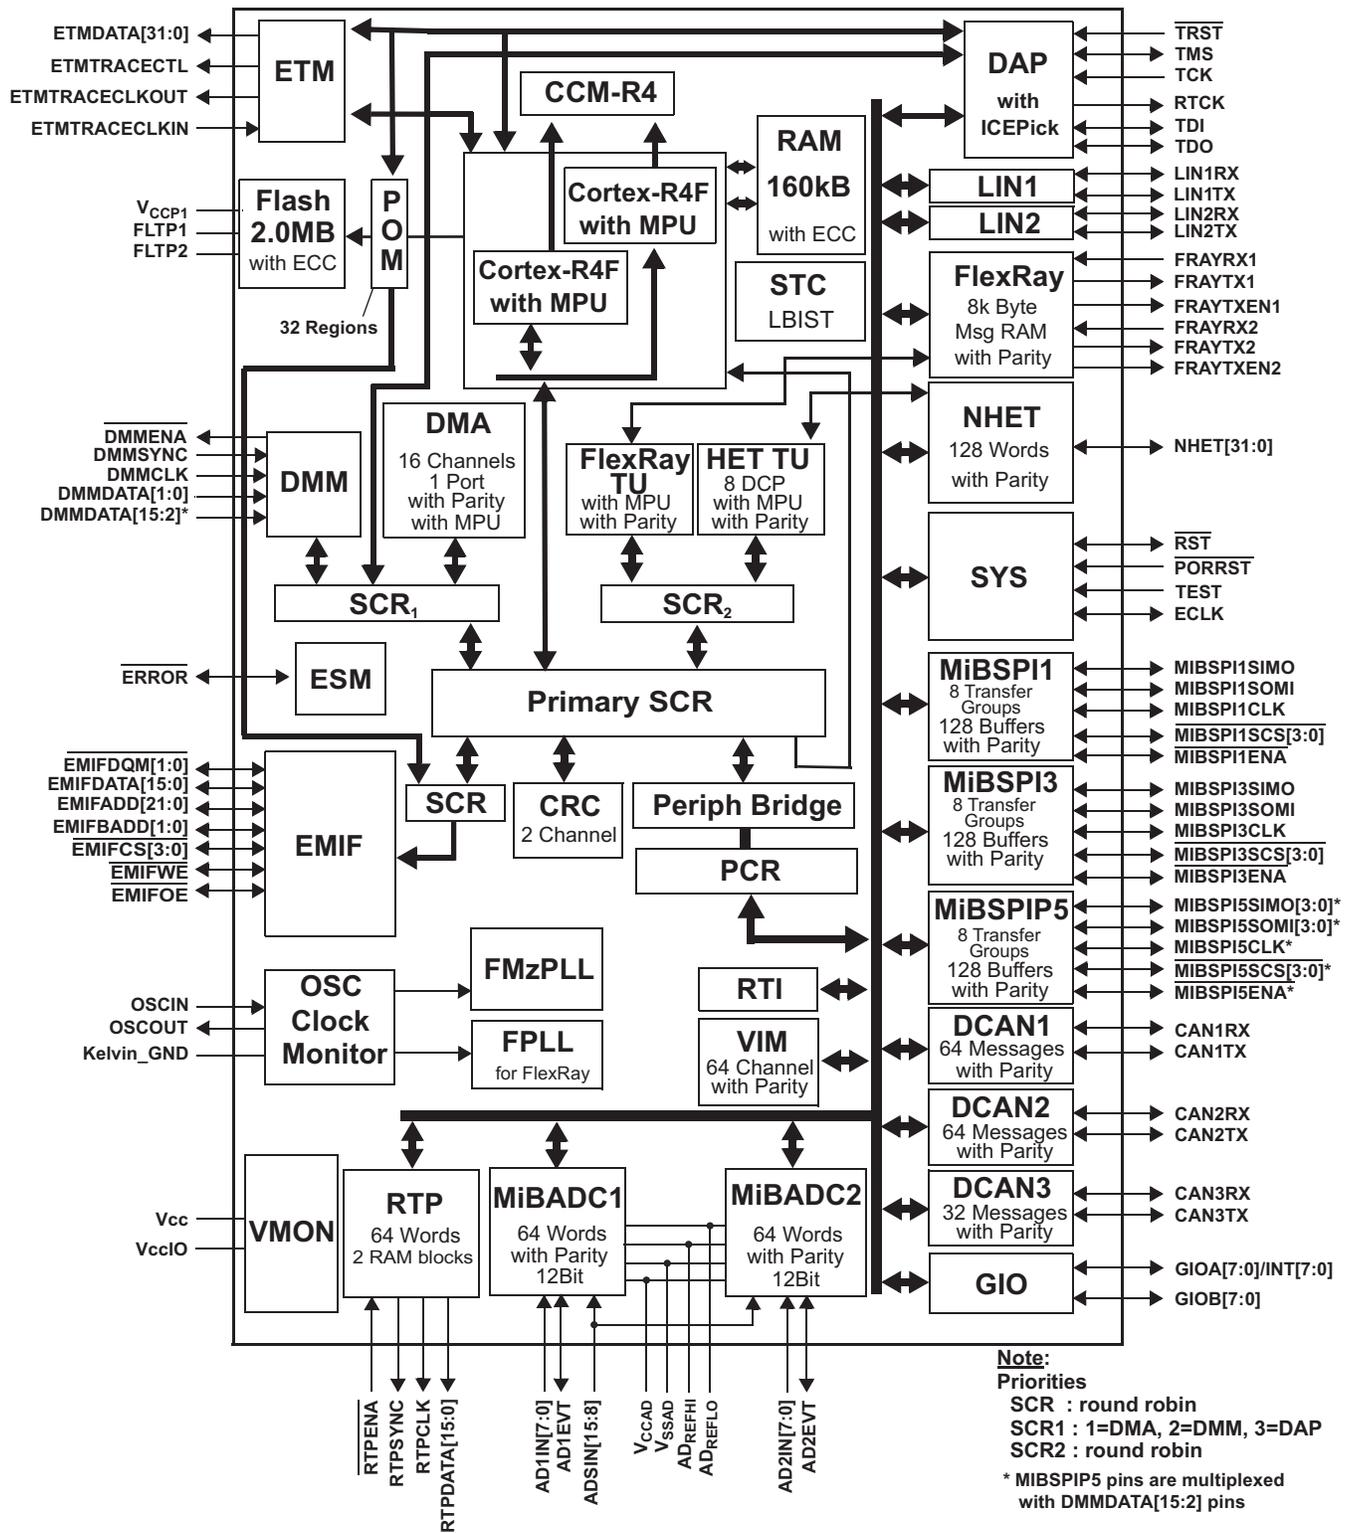 ETMDATA[31:0]
ETMTRACECTL
ETMTRACECLKOUT
ETMTRACECLKIN
ETM
V_CCP1
FLTP1
FLTP2
Flash
2.0MB
with ECC
P
O
M
32 Regions
CCM-R4
Cortex-R4F
with MPU
Cortex-R4F
with MPU
RAM
160kB
with ECC
STC
LBIST
DAP
with
ICEPick
TRST
TMS
TCK
RTCK
TDI
TDO
LIN1
LIN2
LIN1RX
LIN1TX
LIN2RX
LIN2TX
FlexRay
8k Byte
Msg RAM
with Parity
FRAYRX1
FRAYTX1
FRAYTXEN1
FRAYRX2
FRAYTX2
FRAYTXEN2
DMMENA
DMMSYNC
DMMCLK
DMMDATA[1:0]
DMMDATA[15:2]*
DMM
DMA
16 Channels
1 Port
with Parity
with MPU
FlexRay
TU
with MPU
with Parity
HET TU
8 DCP
with MPU
with Parity
NHET
128 Words
with Parity
NHET[31:0]
SCR1
SCR2
SYS
RST
PORRST
TEST
ECLK
ERROR
ESM
Primary SCR
MiBSPI1
8 Transfer
Groups
128 Buffers
with Parity
MIBSPI1SIMO
MIBSPI1SOMI
MIBSPI1CLK
MIBSPI1SCS[3:0]
MIBSPI1ENA
EMIFDQM[1:0]
EMIFDATA[15:0]
EMIFADD[21:0]
EMIFBADD[1:0]
EMIFCS[3:0]
EMIFWE
EMIFOE
EMIF
SCR
CRC
2 Channel
Periph Bridge
PCR
MiBSPI3
8 Transfer
Groups
128 Buffers
with Parity
MIBSPI3SIMO
MIBSPI3SOMI
MIBSPI3CLK
MIBSPI3SCS[3:0]
MIBSPI3ENA
MiBSPIP5
8 Transfer
Groups
128 Buffers
with Parity
MIBSPI5SIMO[3:0]*
MIBSPI5SOMI[3:0]*
MIBSPI5CLK*
MIBSPI5SCS[3:0]*
MIBSPI5ENA*
OSCIN
OSCOUT
Kelvin_GND
OSC
Clock
Monitor
FMzPLL
FPLL
for FlexRay
RTI
VIM
64 Channel
with Parity
DCAN1
64 Messages
with Parity
CAN1RX
CAN1TX
DCAN2
64 Messages
with Parity
CAN2RX
CAN2TX
DCAN3
32 Messages
with Parity
CAN3RX
CAN3TX
Vcc
VccIO
VMON
RTP
64 Words
2 RAM blocks
MiBADC1
64 Words
with Parity
12Bit
MiBADC2
64 Words
with Parity
12Bit
GIO
GIOA[7:0]/INT[7:0]
GIOB[7:0]
RTPENA
RTPSYNC
RTPCLK
RTPDATA[15:0]
AD1IN[7:0]
AD1EVT
ADSIN[15:8]
V_CCAD
V_SSAD
AD_REFHI
AD_REFLO
AD2IN[7:0]
AD2EVT
Note:
Priorities
SCR : round robin
SCR1 : 1=DMA, 2=DMM, 3=DAP
SCR2 : round robin
* MIBSPIP5 pins are multiplexed
with DMMDATA[15:2] pins